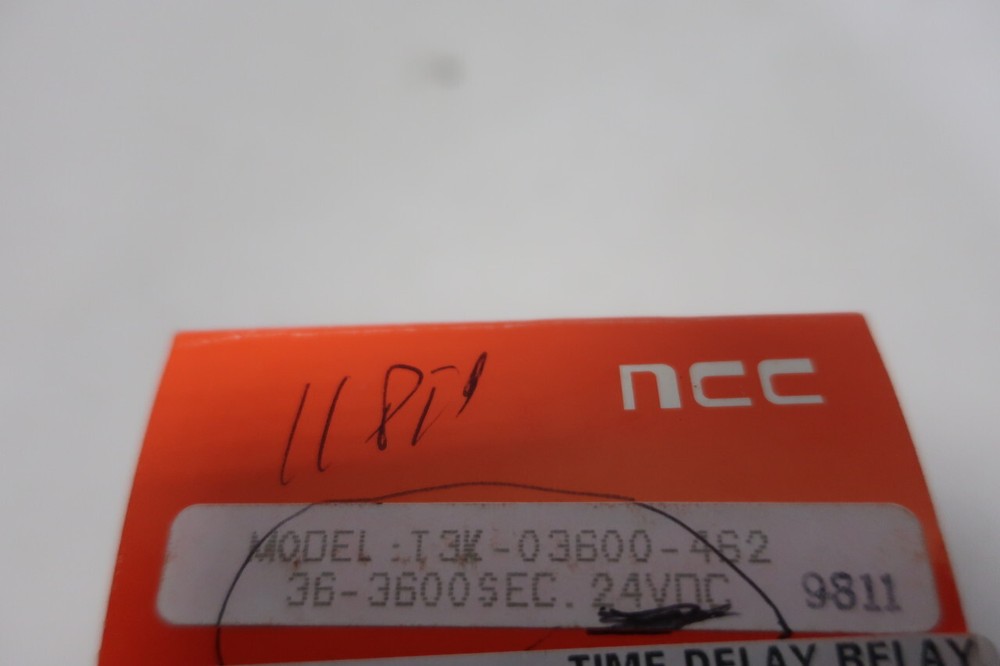 ncc
MODEL :T3K-03600-462
36-3600SEC. 24VDC 9811
TIME DELAY RELAY